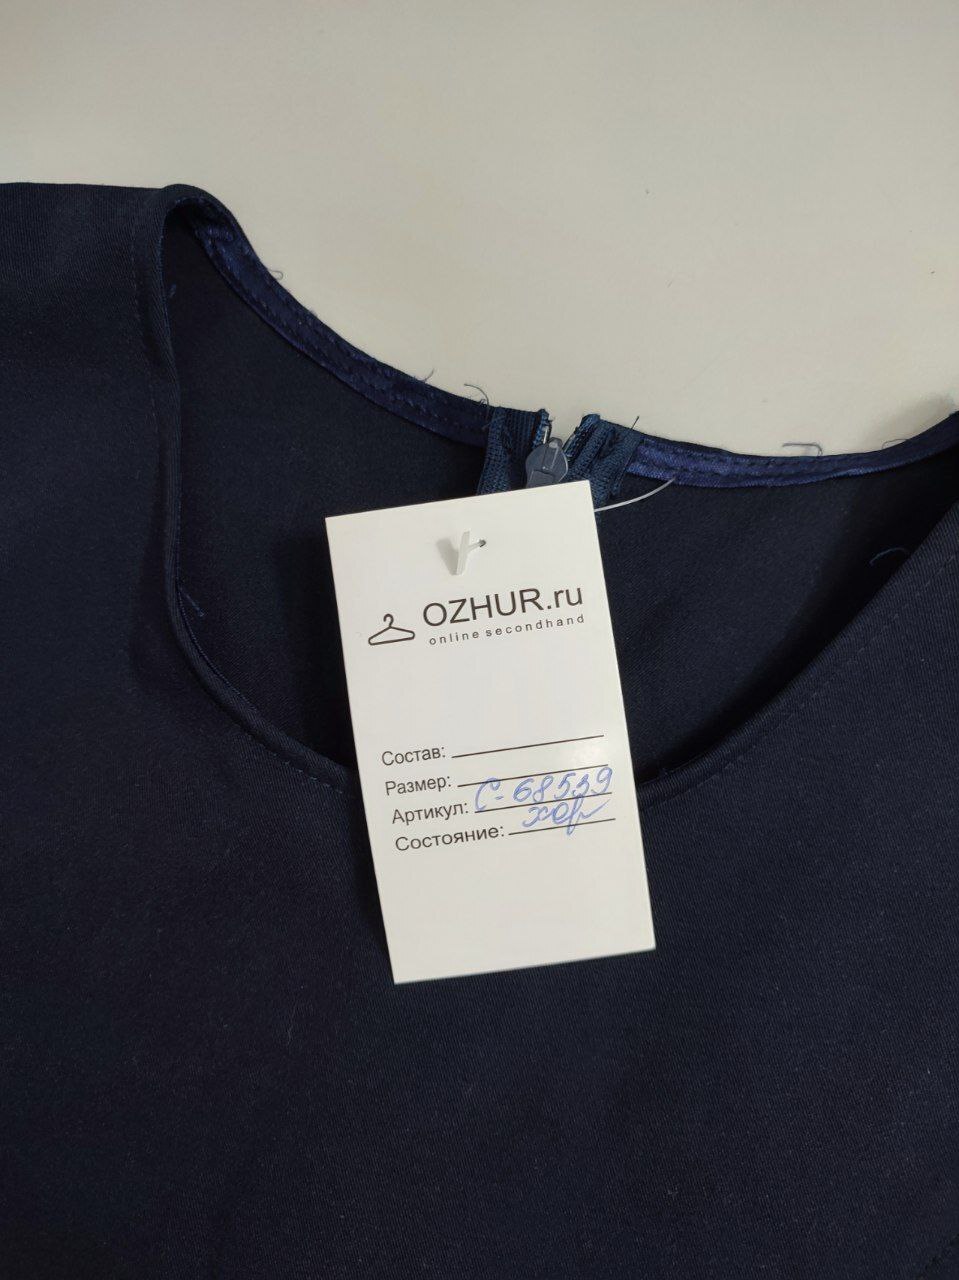 OZHUR.ru
online secondhand
Состав:
Размер:
Артикул: С-68539
Состояние: хор